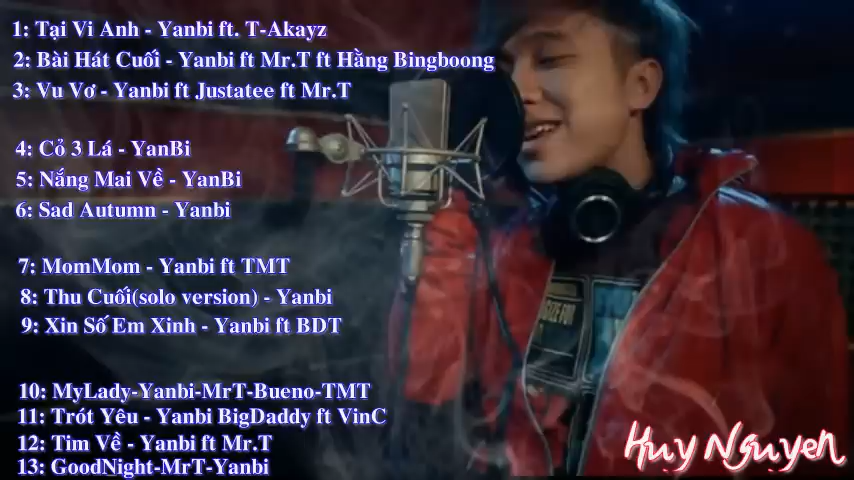 1: Tại Vi Anh - Yanbi ft. T-Akayz
2: Bài Hát Cuối - Yanbi ft Mr.T ft Hằng Bingboong
3: Vu Vơ - Yanbi ft Justatee ft Mr.T
4: Cỏ 3 Lá - YanBi
5: Nắng Mai Về - YanBi
6: Sad Autumn - Yanbi
7: MomMom - Yanbi ft TMT
8: Thu Cuối(solo version) - Yanbi
9: Xin Số Em Xinh - Yanbi ft BDT
10: MyLady-Yanbi-MrT-Bueno-TMT
11: Trót Yêu - Yanbi BigDaddy ft VinC
12: Tim Về - Yanbi ft Mr.T
13: GoodNight-MrT-Yanbi
Huy Nguyen